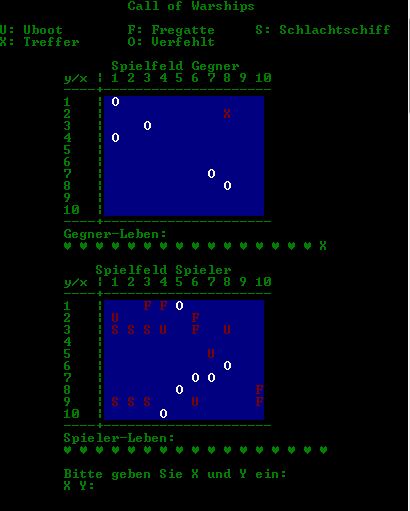 Call of Warships
U: Uboot F: Fregatte S: Schlachtschiff
X: Treffer O: Verfehlt
Spielfeld Gegner
y/x ¦ 1 2 3 4 5 6 7 8 9 10
1 O
2 X
3 O
4 O
5
6
7 O
8 O
9
10
Gegner-Leben:
♥ ♥ ♥ ♥ ♥ ♥ ♥ ♥ ♥ ♥ ♥ ♥ ♥ ♥ ♥ ♥ X
Spielfeld Spieler
y/x ¦ 1 2 3 4 5 6 7 8 9 10
1 F F O
2 U F
3 S S S U F U
4
5 U
6 O
7 O O
8 O F
9 S S S U F
10 O
Spieler-Leben:
♥ ♥ ♥ ♥ ♥ ♥ ♥ ♥ ♥ ♥ ♥ ♥ ♥ ♥ ♥ ♥ ♥
Bitte geben Sie X und Y ein:
X Y: